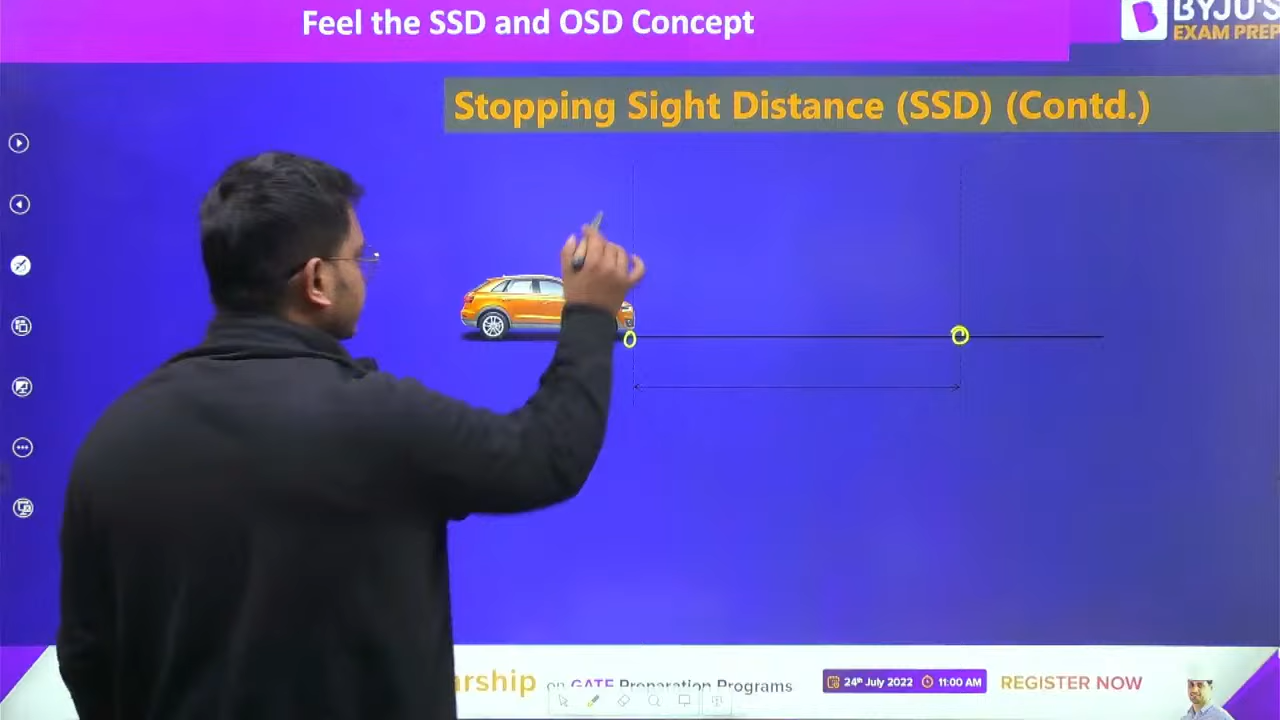 Feel the SSD and OSD Concept
BYJU'S
EXAM PREP
Stopping Sight Distance (SSD) (Contd.)
on GATE Preparation Programs
24th July 2022
11:00 AM
REGISTER NOW